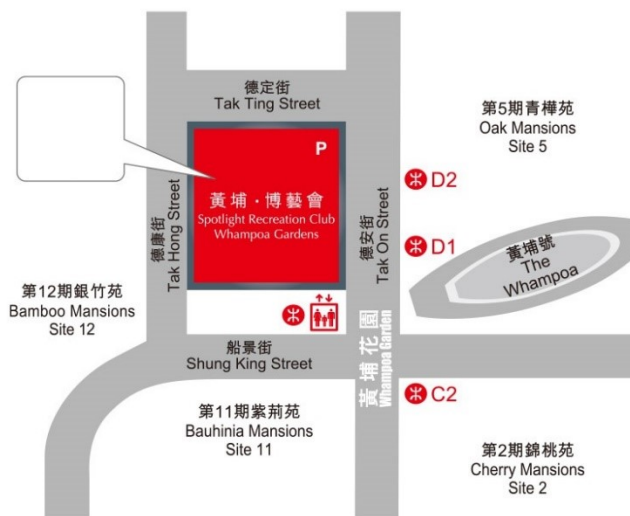 德定街
Tak Ting Street
第5期青樺苑
Oak Mansions
Site 5
P
黃埔・博藝會
Spotlight Recreation Club
Whampoa Gardens
德康街
Tak Hong Street
德安街
Tak On Street
D2
D1
黃埔號
The
Whampoa
第12期銀竹苑
Bamboo Mansions
Site 12
船景街
Shung King Street
黃埔花園
Whampoa Garden
C2
第11期紫荊苑
Bauhinia Mansions
Site 11
第2期錦桃苑
Cherry Mansions
Site 2